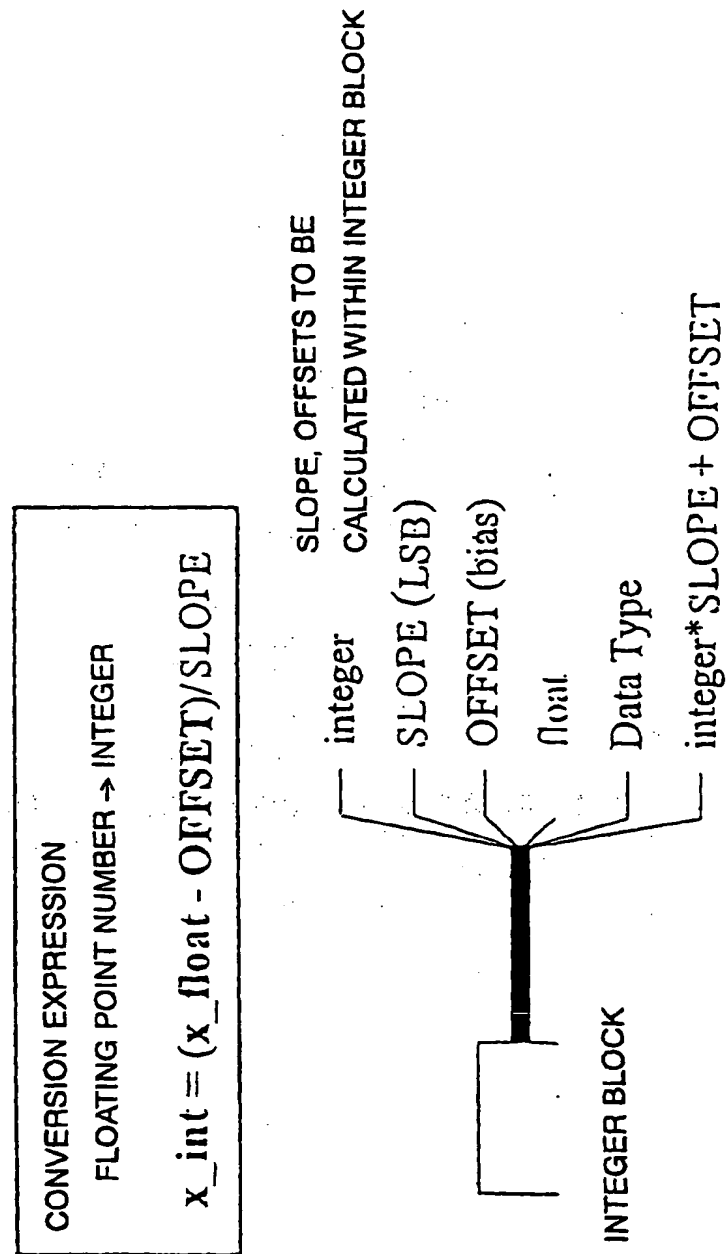 CONVERSION EXPRESSION
FLOATING POINT NUMBER → INTEGER
x_int = (x_float - OFFSET)/SLOPE
SLOPE, OFFSETS TO BE
CALCULATED WITHIN INTEGER BLOCK
integer
SLOPE (LSB)
OFFSET (bias)
float
Data Type
integer*SLOPE + OFFSET
INTEGER BLOCK